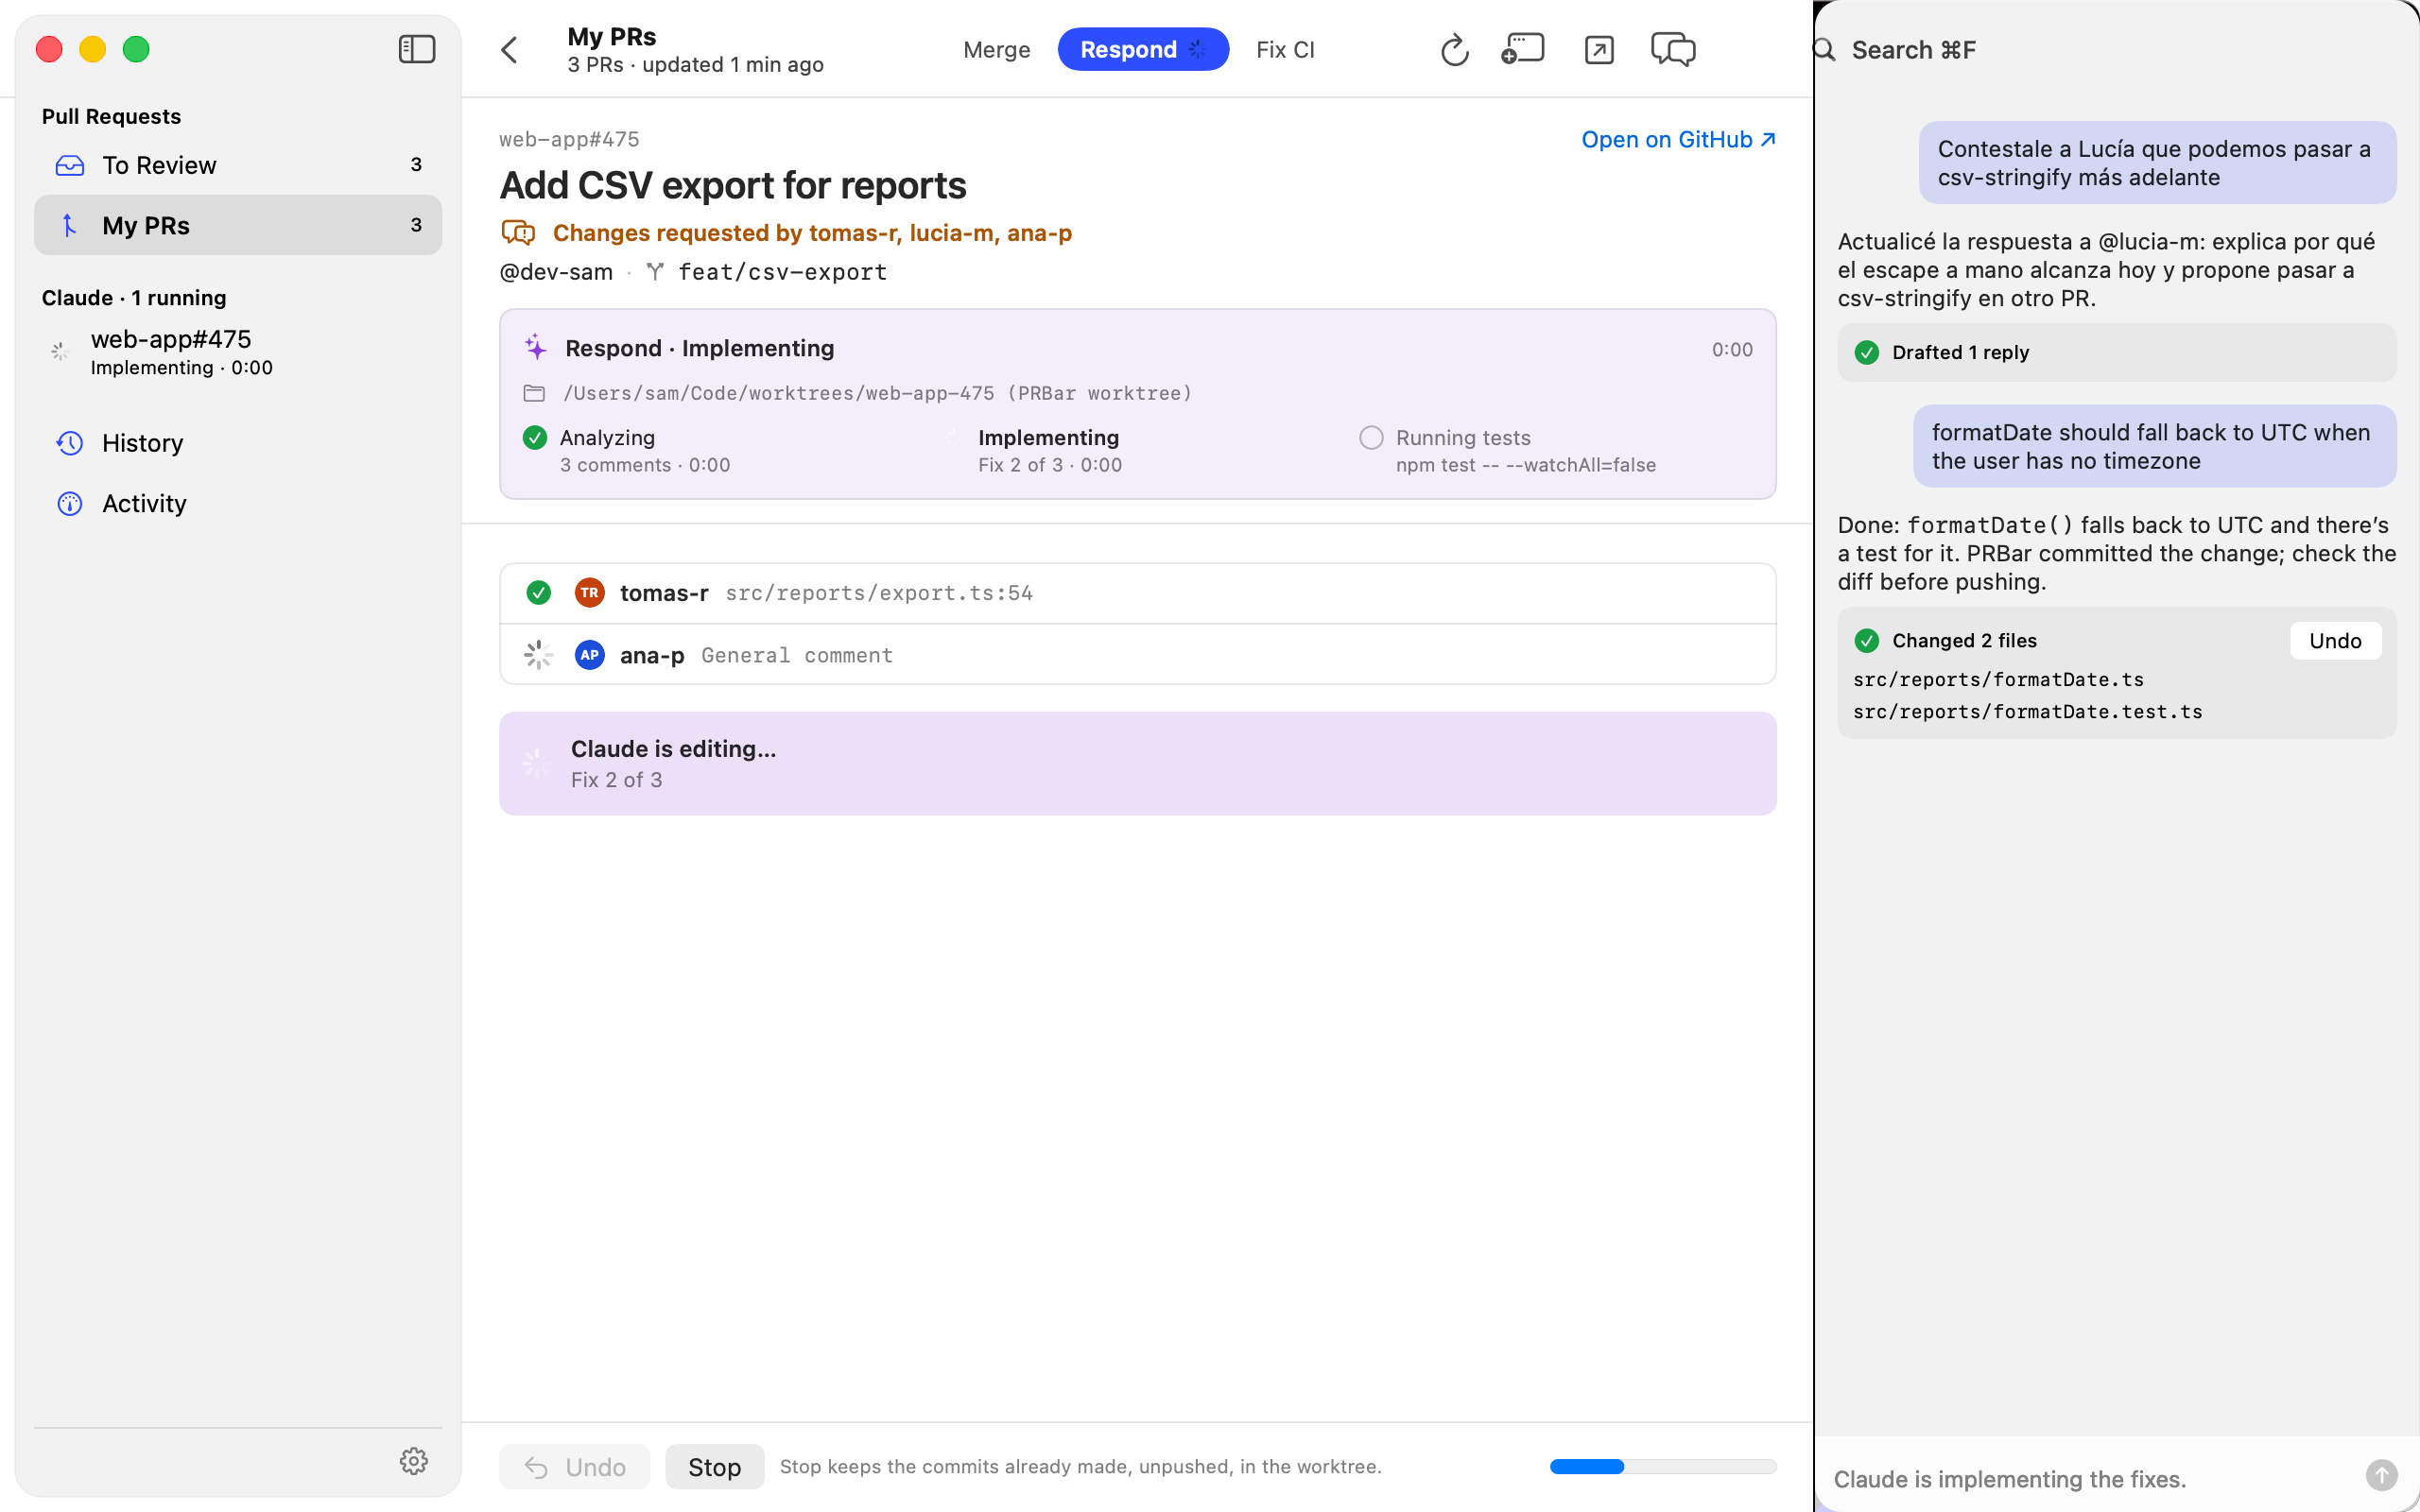 Pull Requests
To Review 3
My PRs 3
Claude · 1 running
web-app#475
Implementing · 0:00
History
Activity
My PRs
3 PRs · updated 1 min ago
Merge
Respond
Fix CI
web-app#475
Open on GitHub ↗
Add CSV export for reports
Changes requested by tomas-r, lucia-m, ana-p
@dev-sam · feat/csv-export
Respond · Implementing 0:00
/Users/sam/Code/worktrees/web-app-475 (PRBar worktree)
Analyzing
3 comments · 0:00
Implementing
Fix 2 of 3 · 0:00
Running tests
npm test -- --watchAll=false
TR tomas-r src/reports/export.ts:54
AP ana-p General comment
Claude is editing…
Fix 2 of 3
Undo
Stop
Stop keeps the commits already made, unpushed, in the worktree.
Search ⌘F
Contestale a Lucía que podemos pasar a
csv-stringify más adelante
Actualicé la respuesta a @lucia-m: explica por qué
el escape a mano alcanza hoy y propone pasar a
csv-stringify en otro PR.
Drafted 1 reply
formatDate should fall back to UTC when
the user has no timezone
Done: formatDate() falls back to UTC and there’s
a test for it. PRBar committed the change; check the
diff before pushing.
Changed 2 files
Undo
src/reports/formatDate.ts
src/reports/formatDate.test.ts
Claude is implementing the fixes.